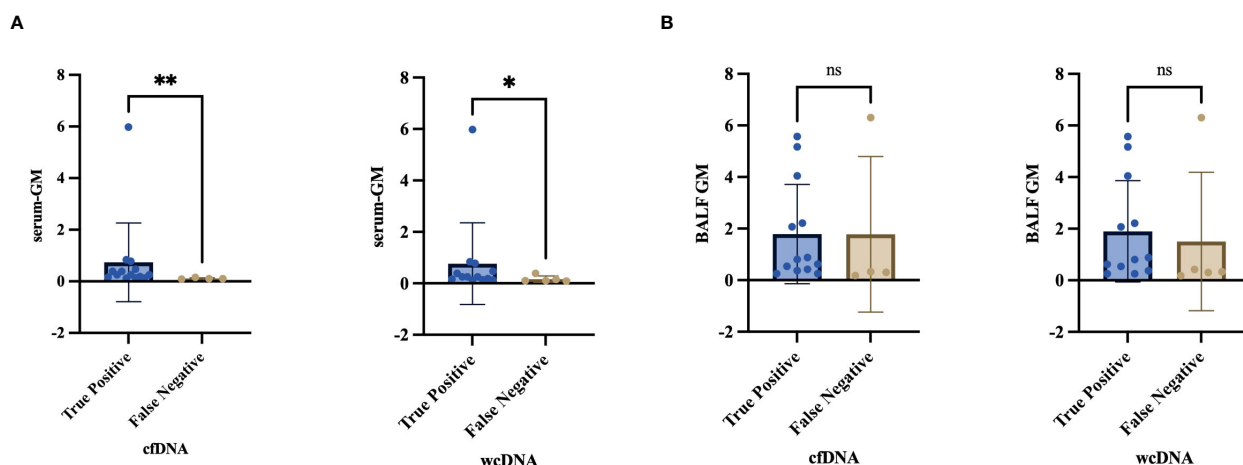 A
B
serum-GM
8
6
4
2
0
-2
**
True Positive
False Negative
cfDNA
serum-GM
8
6
4
2
0
-2
*
True Positive
False Negative
wcDNA
BALF GM
8
6
4
2
0
-2
ns
True Positive
False Negative
cfDNA
BALF GM
8
6
4
2
0
-2
ns
True Positive
False Negative
wcDNA